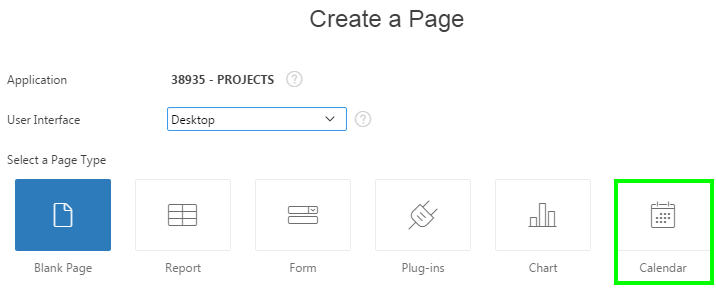 Create a Page
Application 38935 - PROJECTS ?
User Interface Desktop ?
Select a Page Type
Blank Page Report Form Plug-ins Chart Calendar